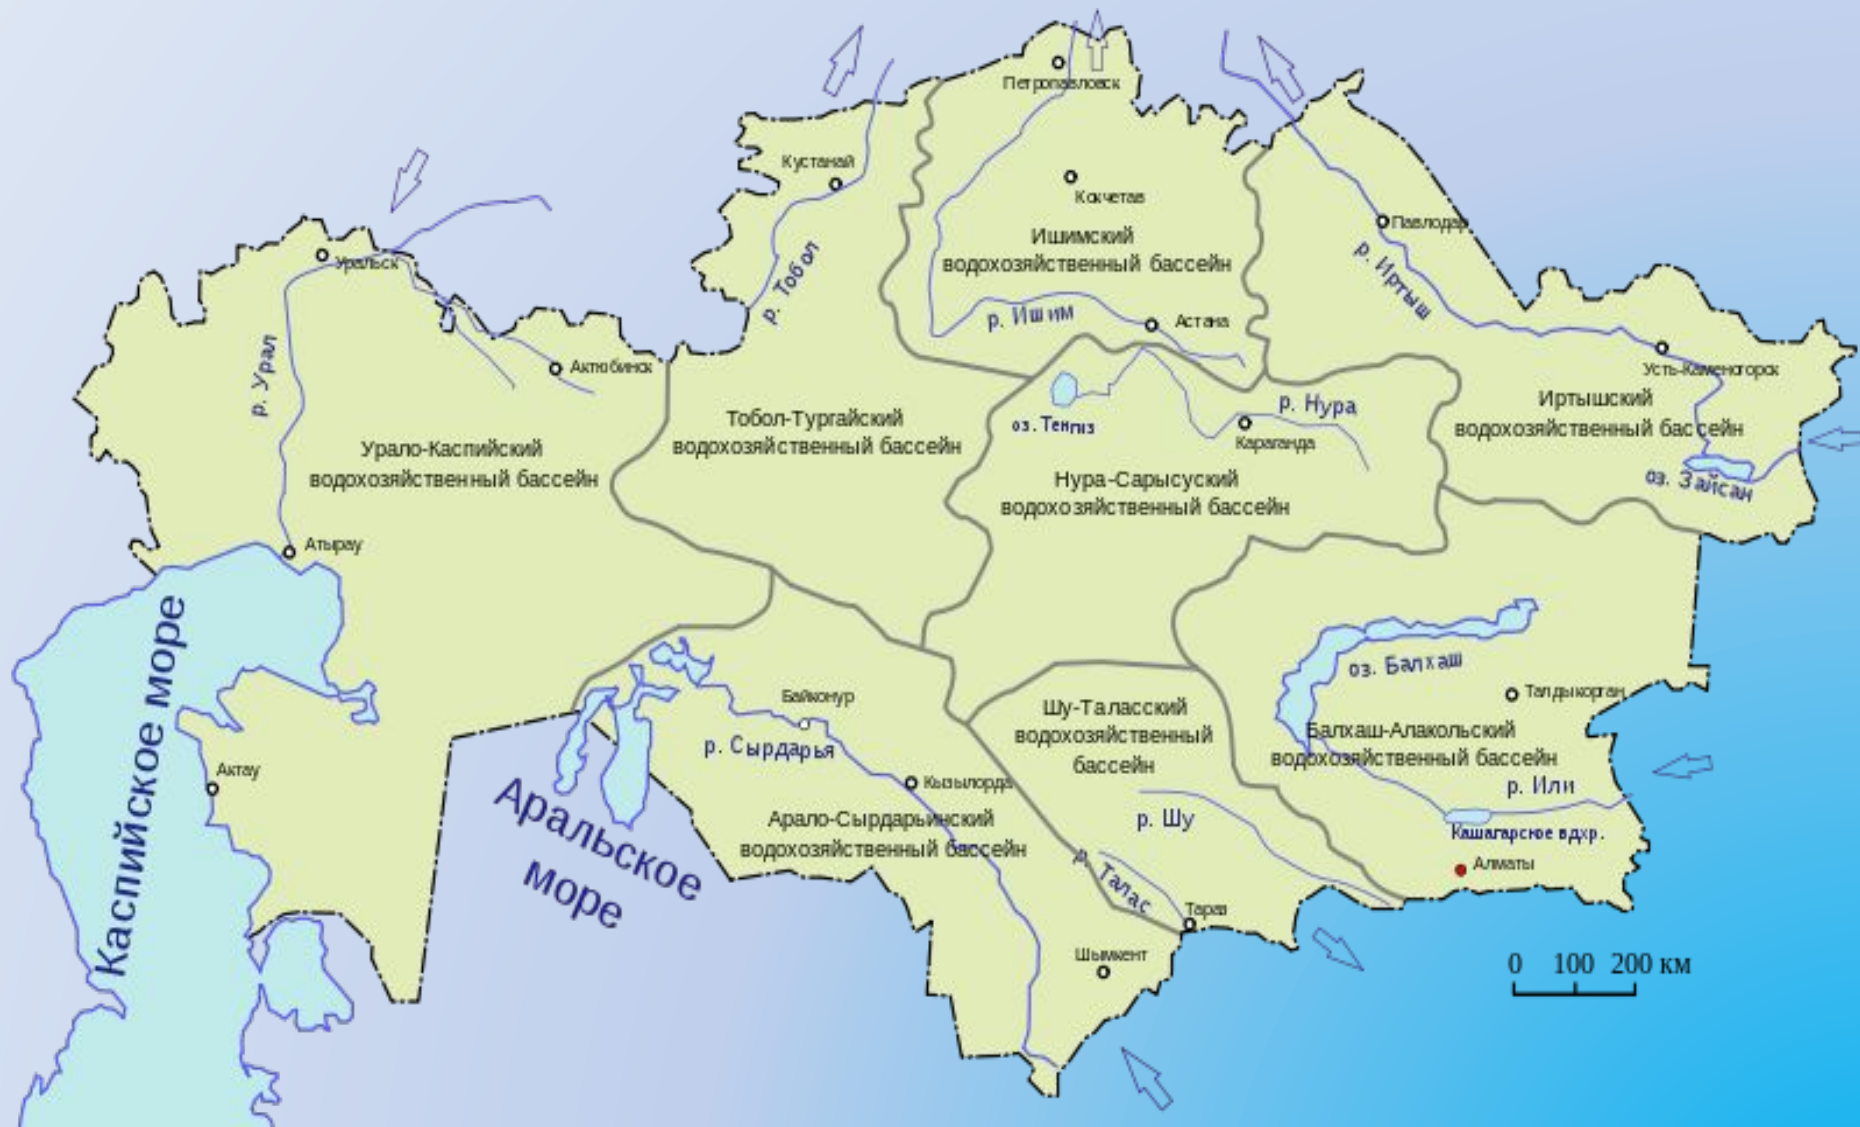 Петропавловск
Кустанай
Кокчетав
Павлодар
Ишимский
водохозяйственный бассейн
Уральск
р. Тобол
р. Иртыш
р. Ишим
Астана
р. Урал
Актюбинск
Усть-Каменогорск
Иртышский
водохозяйственный бассейн
оз. Тенгiз
р. Нура
Караганда
Тобол-Тургайский
водохозяйственный бассейн
Урало-Каспийский
водохозяйственный бассейн
Нура-Сарысуский
водохозяйственный бассейн
оз. Зайсан
Атырау
Каспийское море
оз. Балхаш
Талдыкорган
Байконур
р. Сырдарья
Шу-Таласский
водохозяйственный
бассейн
Балхаш-Алакольский
водохозяйственный бассейн
Актау
Кызылорда
р. Или
Аральское
море
Арало-Сырдарьинский
водохозяйственный бассейн
р. Шу
Кашагарское вдхр.
Алматы
р. Талас
Тараз
Шымкент
0 100 200 км